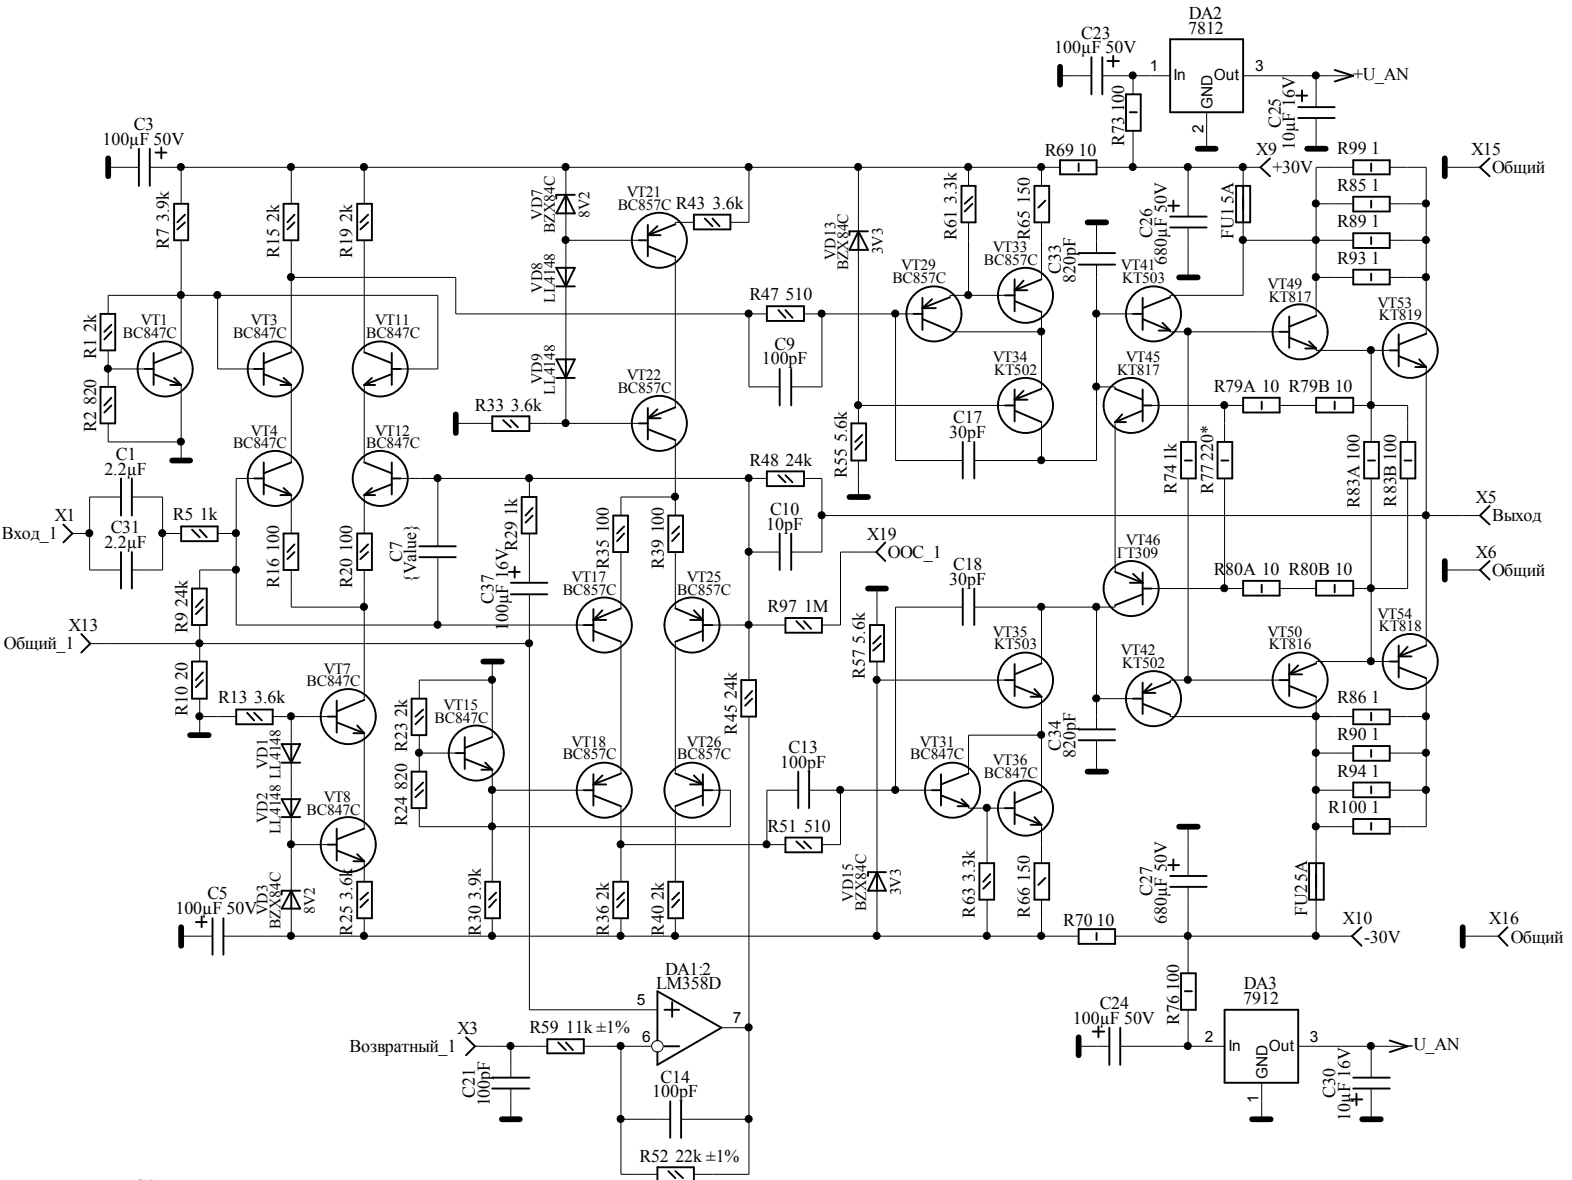 DA2
7812
C23
100µF 50V
1
In
Out
GND
3
2
+U_AN
C25
10µF 16V
R73 100
C3
100µF 50V
R69 10
X9
+30V
R99 1
X15
Общий
R7 3.9k
R15 2k
R19 2k
VD7
BZX84C
8V2
VT21
BC857C
R43 3.6k
R61 3.3k
R65 150
C26
680µF 50V
FU1 5A
R85 1
R89 1
R93 1
VD13
BZX84C
3V3
VD8
LL4148
VT29
BC857C
VT33
BC857C
C33
820pF
VT41
KT503
VT49
KT817
VT53
KT819
R1 2k
VT1
BC847C
VT3
BC847C
VT11
BC847C
R47 510
C9
100pF
VD9
LL4148
VT22
BC857C
VT34
KT502
VT45
KT817
R79A 10
R79B 10
R2 820
R33 3.6k
VT4
BC847C
VT12
BC847C
R55 5.6k
C17
30pF
R74 1k
R77 220*
R83A 100
R83B 100
C1
2.2µF
R48 24k
X1
Вход_1
C31
2.2µF
R5 1k
R16 100
R20 100
C7
{Value}
R29 1k
R35 100
R39 100
C10
10pF
X19
ООС_1
X5
Выход
C37
100µF 16V
VT46
ГТ309
R80A 10
R80B 10
X6
Общий
R9 24k
VT17
BC857C
VT25
BC857C
R97 1M
C18
30pF
X13
Общий_1
R57 5.6k
VT35
KT503
VT42
KT502
VT50
KT816
VT54
KT818
R10 20
R13 3.6k
VT7
BC847C
R23 2k
VT15
BC847C
R45 24k
C34
820pF
R86 1
R90 1
R94 1
R100 1
VD1
LL4148
VD2
LL4148
VT8
BC847C
R24 820
VT18
BC857C
VT26
BC857C
C13
100pF
R51 510
VT31
BC847C
VT36
BC847C
VD3
BZX84C
8V2
R25 3.6k
R30 3.9k
R36 2k
R40 2k
VD15
BZX84C
3V3
R63 3.3k
R66 150
C27
680µF 50V
FU2 5A
C5
100µF 50V
R70 10
X10
-30V
X16
Общий
DA1:2
LM358D
5
6
7
R76 100
C24
100µF 50V
DA3
7912
2
In
Out
GND
3
1
-U_AN
C30
10µF 16V
X3
Возвратный_1
R59 11k ±1%
C21
100pF
C14
100pF
R52 22k ±1%